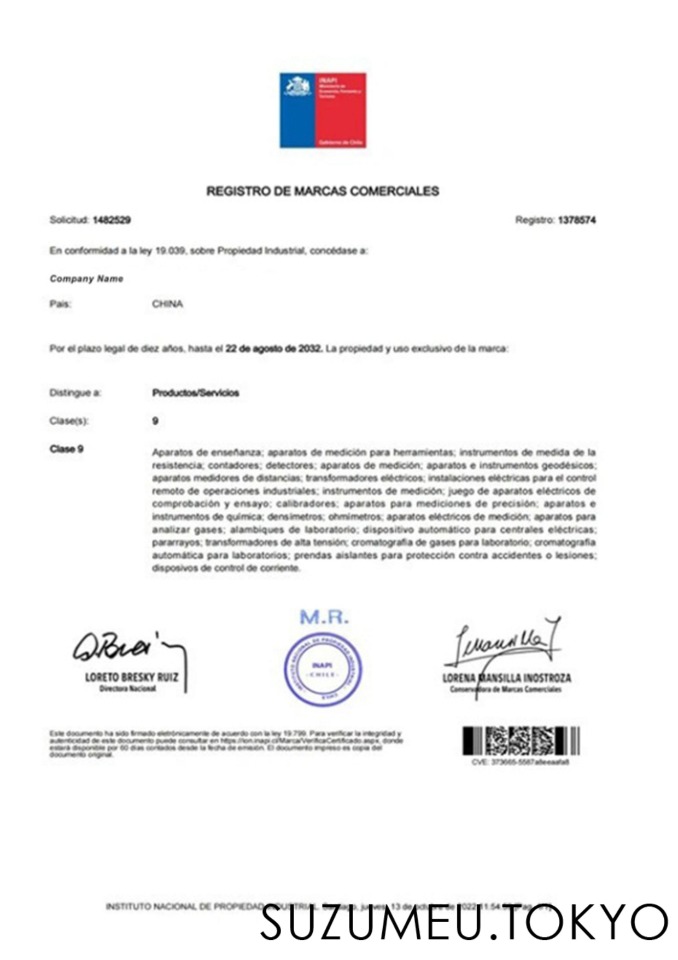 INAPI
Ministerio de
Economía, Fomento y
Turismo
Gobierno de Chile
REGISTRO DE MARCAS COMERCIALES
Solicitud: 1482529 Registro: 1378574
En conformidad a la ley 19.039, sobre Propiedad Industrial, concédase a:
Company Name
Pais: CHINA
Por el plazo legal de diez años, hasta el 22 de agosto de 2032. La propiedad y uso exclusivo de la marca:
Distingue a: Productos/Servicios
Clase(s): 9
Clase 9 Aparatos de enseñanza; aparatos de medición para herramientas; instrumentos de medida de la
resistencia; contadores; detectores; aparatos de medición; aparatos e instrumentos geodésicos;
aparatos medidores de distancias; transformadores eléctricos; instalaciones eléctricas para el control
remoto de operaciones industriales; instrumentos de medición; juego de aparatos eléctricos de
comprobación y ensayo; calibradores; aparatos para mediciones de precisión; aparatos e
instrumentos de química; densímetros; ohmímetros; aparatos eléctricos de medición; aparatos para
analizar gases; alambiques de laboratorio; dispositivo automático para centrales eléctricas;
pararrayos; transformadores de alta tensión; cromatografía de gases para laboratorio; cromatografía
automática para laboratorios; prendas aislantes para protección contra accidentes o lesiones;
disposivos de control de corriente.
M.R.
INSTITUTO NACIONAL DE PROPIEDAD INDUSTRIAL
INAPI
- CHILE -
LORETO BRESKY RUIZ
Directora Nacional
LORENA MANSILLA INOSTROZA
Conservadora de Marcas Comerciales
Este documento ha sido firmado eletrónicamente de acuerdo con la ley 19.799. Para verificar la integridad y
autenticidad de este documento puede consultar en https://ion.inapi.cl/Marca/VerificaCertificado.aspx, donde
estará disponible por 60 días contados desde la fecha de emisión. El documento impreso es copia del
documento original.
CVE: 373665-5587a8eeaafa8
INSTITUTO NACIONAL DE PROPIEDAD INDUSTRIAL. Santiago, jueves, 13 de octubre de 2022 11:54
SUZUMEU.TOKYO